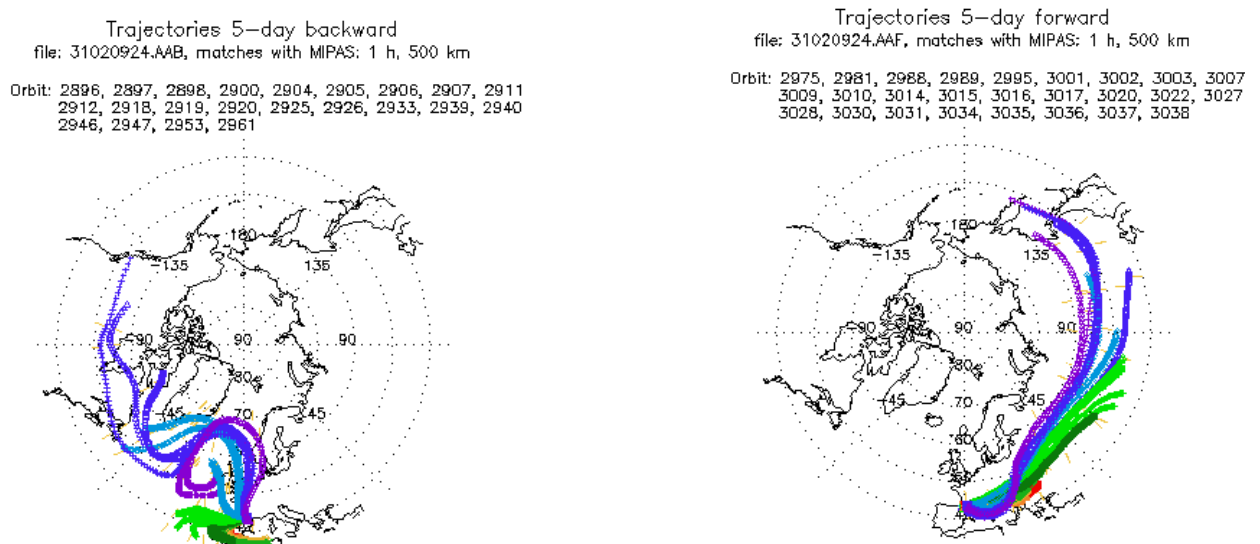 Trajectories 5-day backward
file: 31020924.AAB, matches with MIPAS: 1 h, 500 km
Orbit: 2896, 2897, 2898, 2900, 2904, 2905, 2906, 2907, 2911
2912, 2918, 2919, 2920, 2925, 2926, 2933, 2939, 2940
2946, 2947, 2953, 2961
180
-135
135
-90
90
90
80
-45
70
45
Trajectories 5-day forward
file: 31020924.AAF, matches with MIPAS: 1 h, 500 km
Orbit: 2975, 2981, 2988, 2989, 2995, 3001, 3002, 3003, 3007
3009, 3010, 3014, 3015, 3016, 3017, 3020, 3022, 3027
3028, 3030, 3031, 3034, 3035, 3036, 3037, 3038
180
-135
135
-90
90
90
80
-45
70
45
60